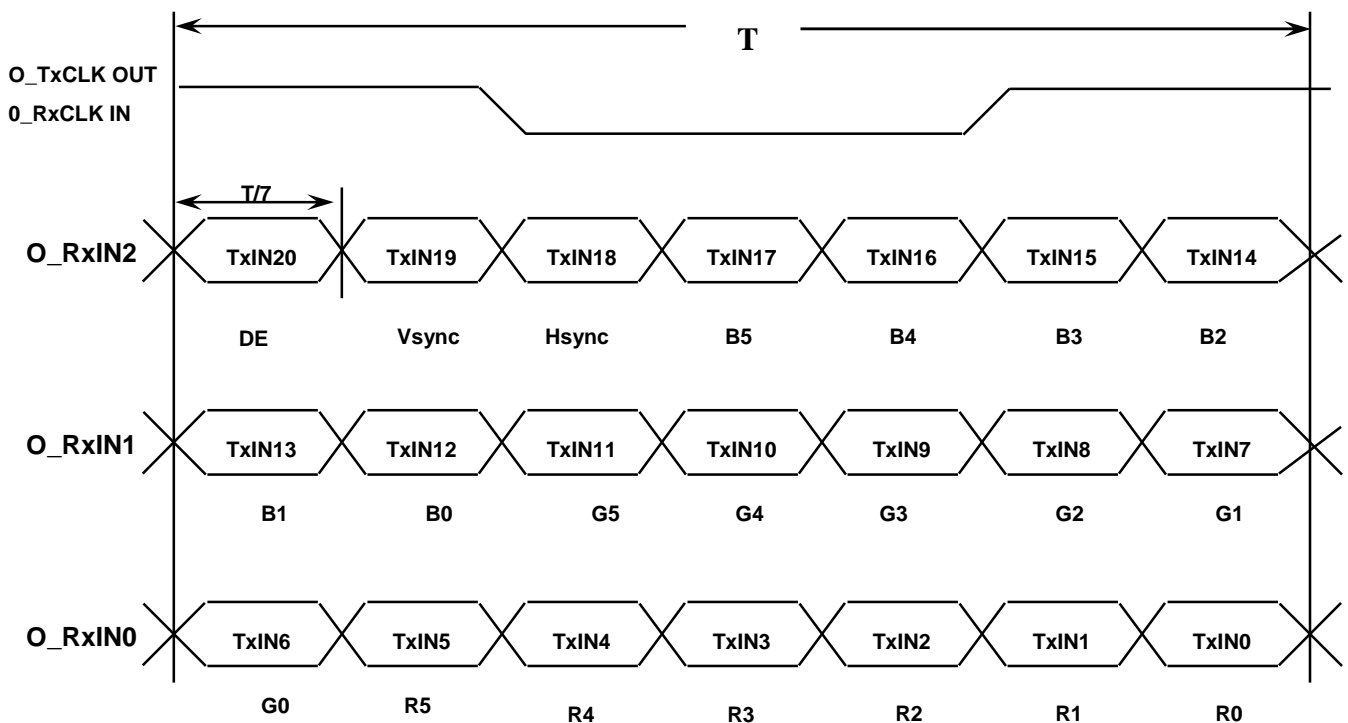 T
O_TxCLK OUT
0_RxCLK IN
T/7
O_RxIN2 TxIN20 TxIN19 TxIN18 TxIN17 TxIN16 TxIN15 TxIN14
DE Vsync Hsync B5 B4 B3 B2
O_RxIN1 TxIN13 TxIN12 TxIN11 TxIN10 TxIN9 TxIN8 TxIN7
B1 B0 G5 G4 G3 G2 G1
O_RxIN0 TxIN6 TxIN5 TxIN4 TxIN3 TxIN2 TxIN1 TxIN0
G0 R5 R4 R3 R2 R1 R0